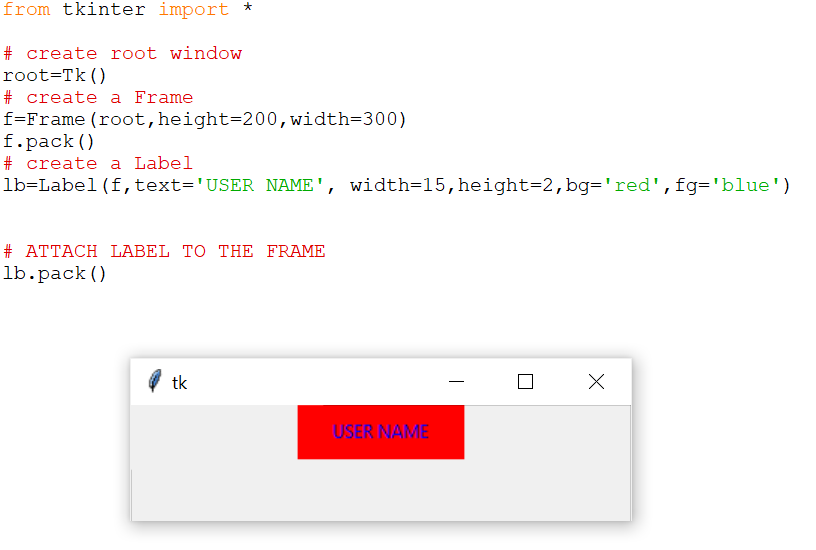 from tkinter import *
# create root window
root=Tk()
# create a Frame
f=Frame(root,height=200,width=300)
f.pack()
# create a Label
lb=Label(f,text='USER NAME', width=15,height=2,bg='red',fg='blue')
# ATTACH LABEL TO THE FRAME
lb.pack()
tk
USER NAME